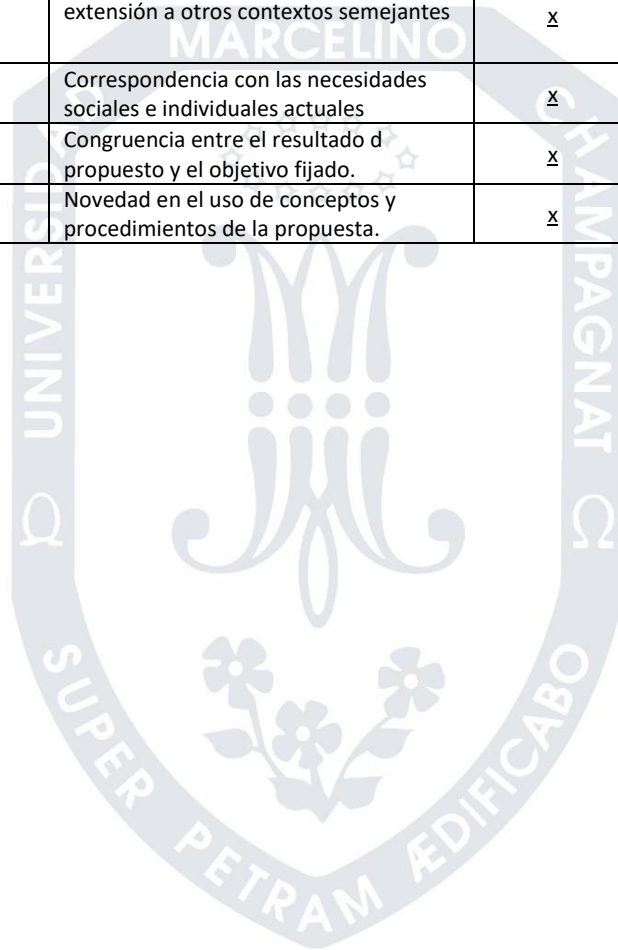 extensión a otros contextos semejantes
x
MARCELINO
Correspondencia con las necesidades
sociales e individuales actuales
x
Congruencia entre el resultado d
propuesto y el objetivo fijado.
x
Novedad en el uso de conceptos y
procedimientos de la propuesta.
x
UNIVERSIDAD
CHAMPAGNAT
Ω
Ω
SUPER PETRAM ÆDIFICABO